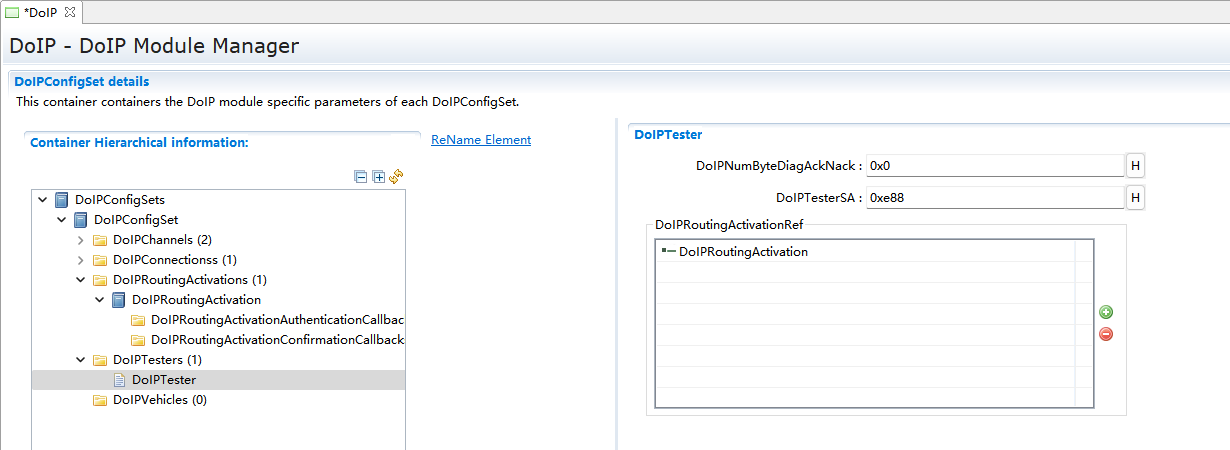 *DoIP
DoIP - DoIP Module Manager
DoIPConfigSet details
This container containers the DoIP module specific parameters of each DoIPConfigSet.
Container Hierarchical information:
ReName Element
DoIPConfigSets
DoIPConfigSet
DoIPChannels (2)
DoIPConnectionss (1)
DoIPRoutingActivations (1)
DoIPRoutingActivation
DoIPRoutingActivationAuthenticationCallbac
DoIPRoutingActivationConfirmationCallback
DoIPTesters (1)
DoIPTester
DoIPVehicles (0)
DoIPTester
DoIPNumByteDiagAckNack : 0x0 H
DoIPTesterSA : 0xe88 H
DoIPRoutingActivationRef
DoIPRoutingActivation